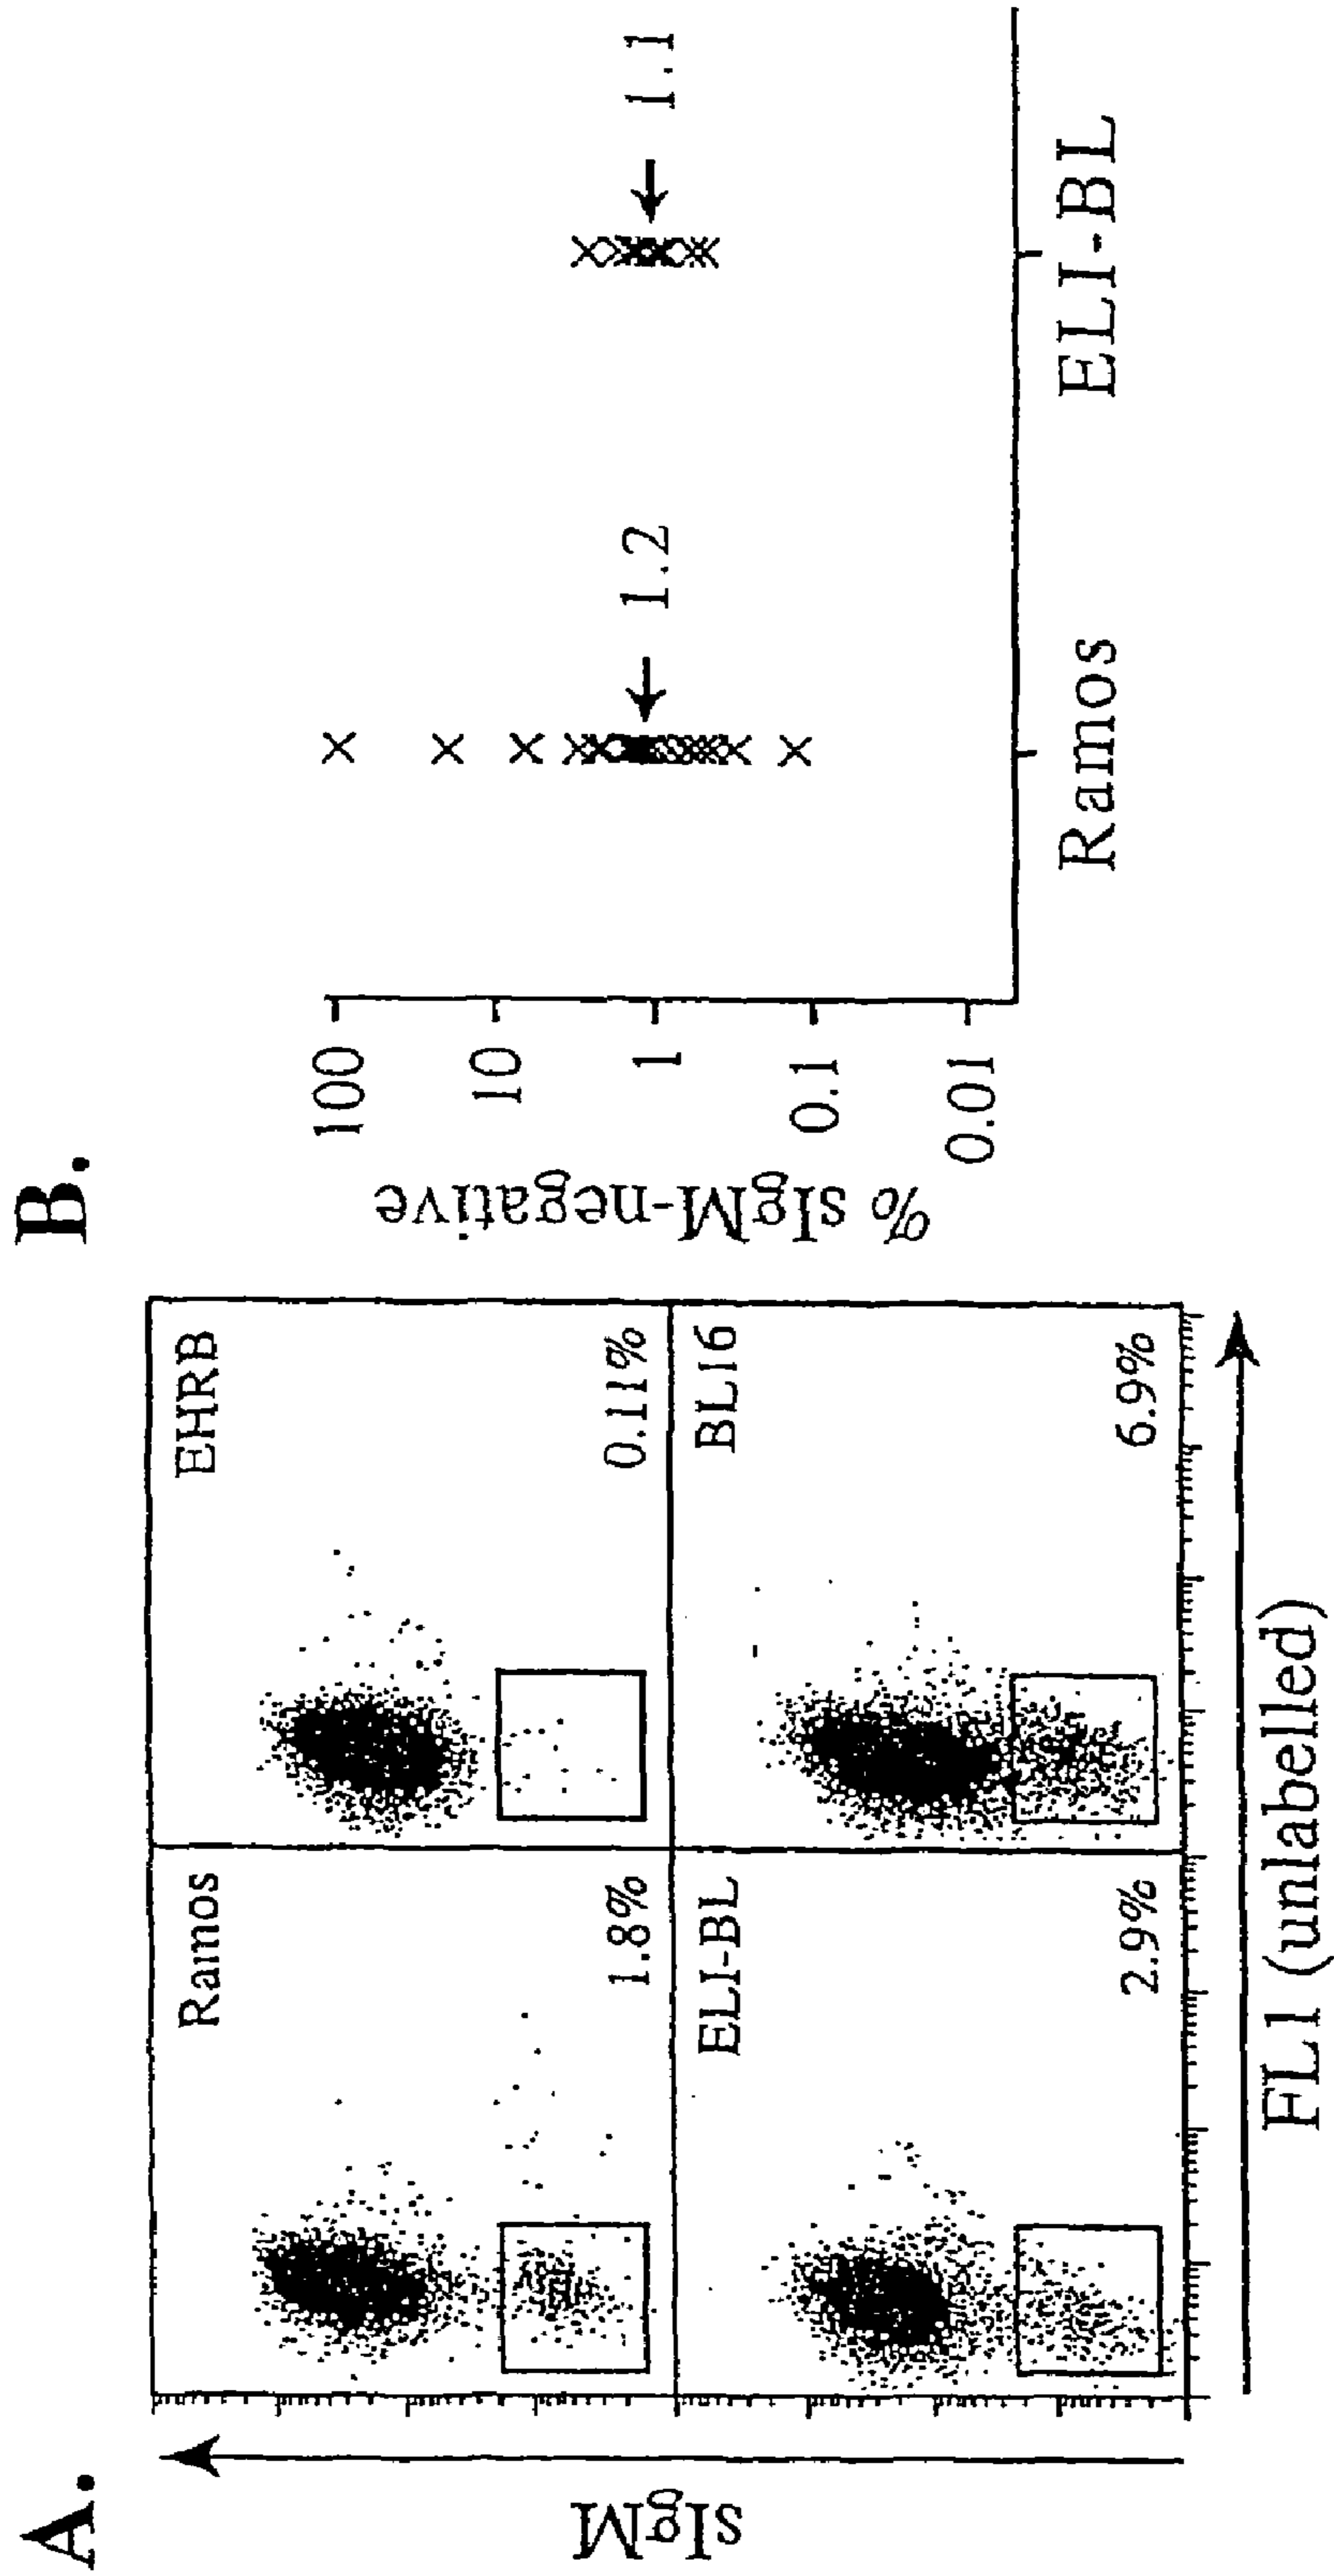 A.
sIgM
Ramos
1.8%
EHRB
0.11%
ELI-BL
2.9%
BL16
6.9%
FL1 (unlabelled)
B.
% sIgM-negative
100
10
1
0.1
0.01
1.2
1.1
Ramos
ELI-BL